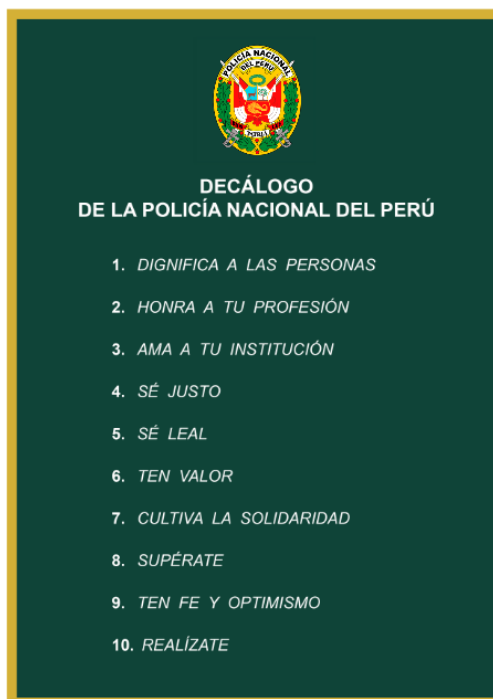 POLICÍA NACIONAL
DEL PERÚ
DECÁLOGO
DE LA POLICÍA NACIONAL DEL PERÚ
1. DIGNIFICA A LAS PERSONAS
2. HONRA A TU PROFESIÓN
3. AMA A TU INSTITUCIÓN
4. SÉ JUSTO
5. SÉ LEAL
6. TEN VALOR
7. CULTIVA LA SOLIDARIDAD
8. SUPÉRATE
9. TEN FE Y OPTIMISMO
10. REALÍZATE